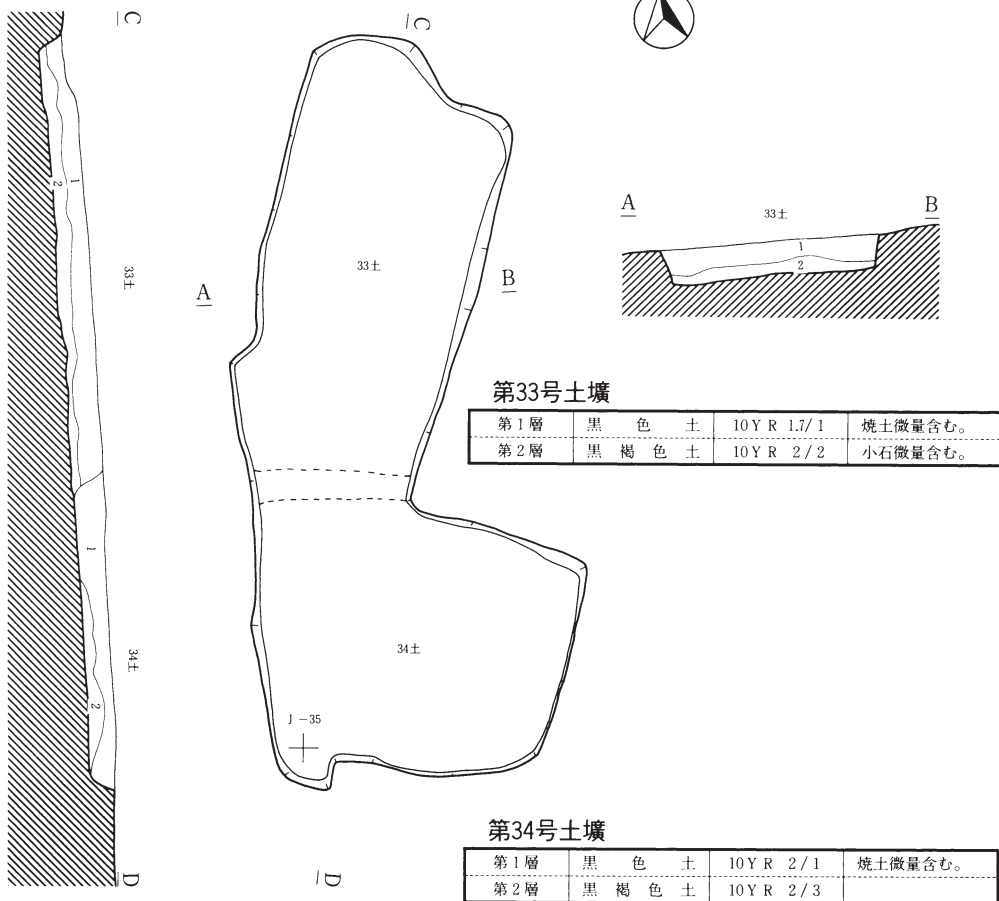 C
C
A
B
33土
33土
A
B
33土
1
2
1
2
第33号土壙
第1層 黒色土 10YR 1.7/1 焼土微量含む。
第2層 黒褐色土 10YR 2/2 小石微量含む。
1
2
34土
34土
J-35
D
D
第34号土壙
第1層 黒色土 10YR 2/1 焼土微量含む。
第2層 黒褐色土 10YR 2/3